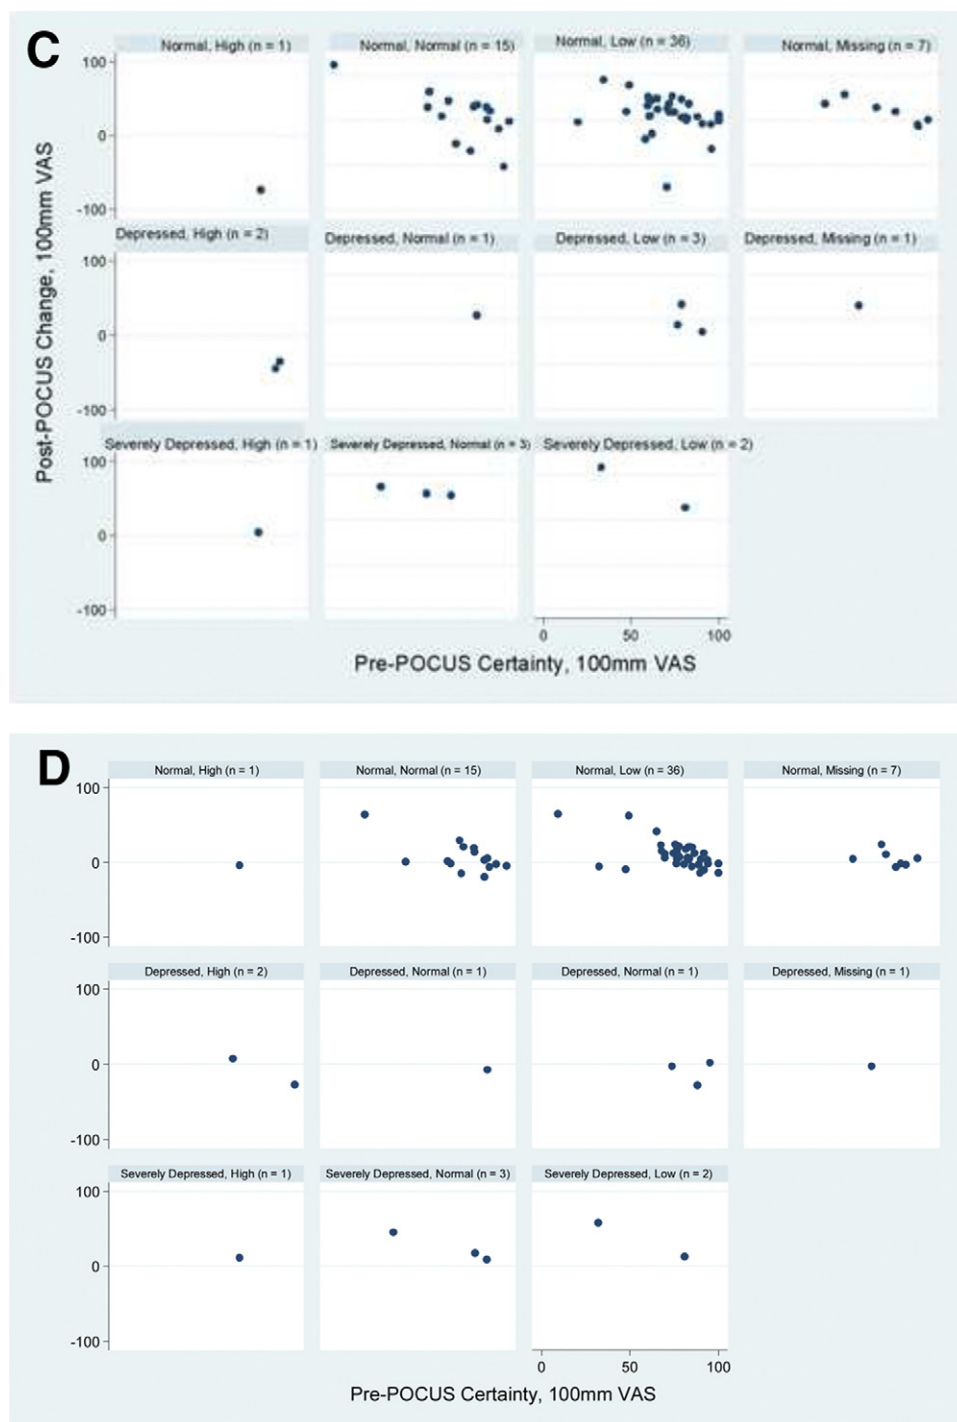 C
Normal, High (n = 1)
Normal, Normal (n = 15)
Normal, Low (n = 36)
Normal, Missing (n = 7)
100
0
-100
Depressed, High (n = 2)
Depressed, Normal (n = 1)
Depressed, Low (n = 3)
Depressed, Missing (n = 1)
100
0
-100
Severely Depressed, High (n = 1)
Severely Depressed, Normal (n = 3)
Severely Depressed, Low (n = 2)
100
0
-100
0 50 100
Post-POCUS Change, 100mm VAS
Pre-POCUS Certainty, 100mm VAS
D
Normal, High (n = 1)
Normal, Normal (n = 15)
Normal, Low (n = 36)
Normal, Missing (n = 7)
100
0
-100
Depressed, High (n = 2)
Depressed, Normal (n = 1)
Depressed, Normal (n = 1)
Depressed, Missing (n = 1)
100
0
-100
Severely Depressed, High (n = 1)
Severely Depressed, Normal (n = 3)
Severely Depressed, Low (n = 2)
100
0
-100
0 50 100
Pre-POCUS Certainty, 100mm VAS